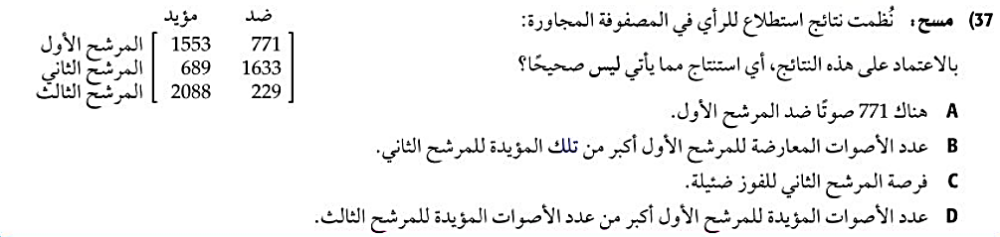 37) مسح: نُظمت نتائج استطلاع للرأي في المصفوفة المجاورة:
بالاعتماد على هذه النتائج، أي استنتاج مما يأتي ليس صحيحًا؟
مؤيد ضد
المرشح الأول [ 1553 771 ]
المرشح الثاني [ 689 1633 ]
المرشح الثالث [ 2088 229 ]
A هناك 771 صوتًا ضد المرشح الأول.
B عدد الأصوات المعارضة للمرشح الأول أكبر من تلك المؤيدة للمرشح الثاني.
C فرصة المرشح الثاني للفوز ضئيلة.
D عدد الأصوات المؤيدة للمرشح الأول أكبر من عدد الأصوات المؤيدة للمرشح الثالث.